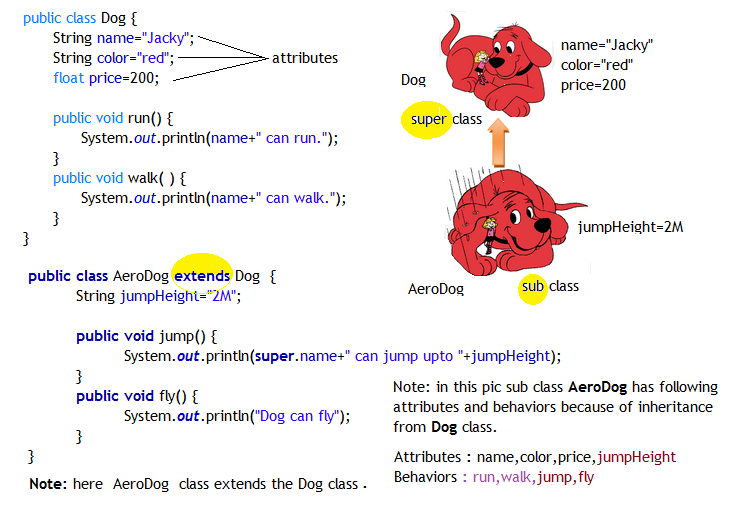 public class Dog {
String name="Jacky";
String color="red";
float price=200;
attributes
public void run() {
System.out.println(name+" can run.");
}
public void walk( ) {
System.out.println(name+" can walk.");
}
}
Dog
name="Jacky"
color="red"
price=200
super class
jumpHeight=2M
AeroDog
sub class
public class AeroDog extends Dog {
String jumpHeight="2M";
public void jump() {
System.out.println(super.name+" can jump upto "+jumpHeight);
}
public void fly() {
System.out.println("Dog can fly");
}
}
Note: here AeroDog class extends the Dog class .
Note: in this pic sub class AeroDog has following
attributes and behaviors because of inheritance
from Dog class.
Attributes : name,color,price,jumpHeight
Behaviors : run,walk,jump,fly